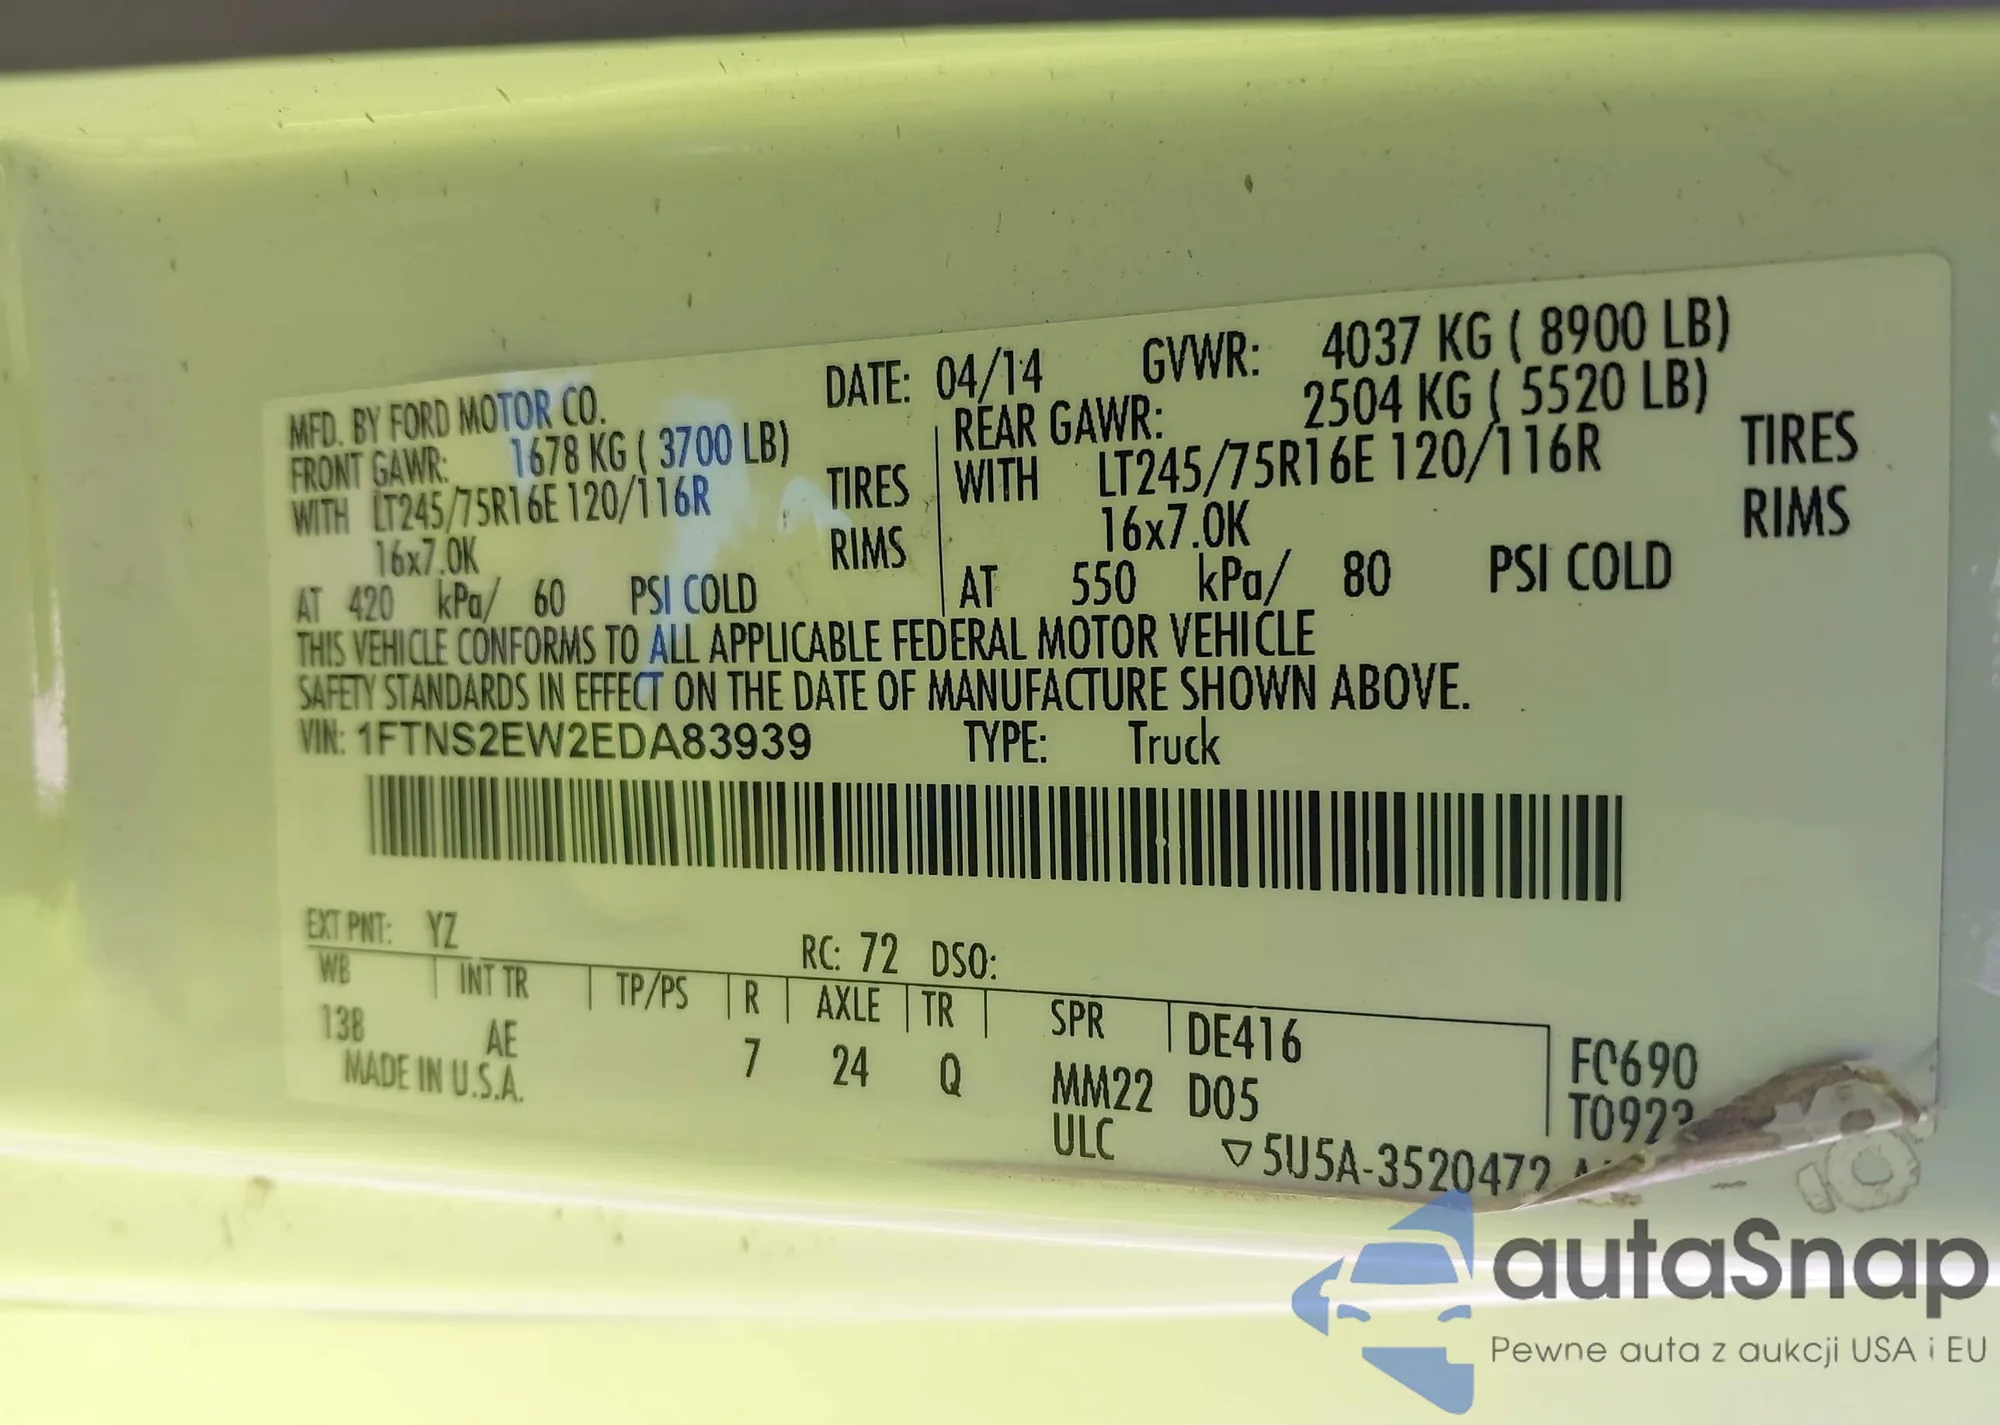 MFD. BY FORD MOTOR CO. DATE: 04/14 GVWR: 4037 KG ( 8900 LB)
FRONT GAWR: 1678 KG ( 3700 LB) REAR GAWR: 2504 KG ( 5520 LB)
WITH LT245/75R16E 120/116R TIRES WITH LT245/75R16E 120/116R TIRES
16x7.0K RIMS 16x7.0K RIMS
AT 420 kPa/ 60 PSI COLD AT 550 kPa/ 80 PSI COLD
THIS VEHICLE CONFORMS TO ALL APPLICABLE FEDERAL MOTOR VEHICLE
SAFETY STANDARDS IN EFFECT ON THE DATE OF MANUFACTURE SHOWN ABOVE.
VIN: 1FTNS2EW2EDA83939 TYPE: Truck
EXT PNT: YZ RC: 72 DSO:
WB INT TR TP/PS R AXLE TR SPR DE416 FC690
138 AE 7 24 Q MM22 D05
MADE IN U.S.A. ULC ▽5U5A-3520472
autaSnap
Pewne auta z aukcji USA i EU